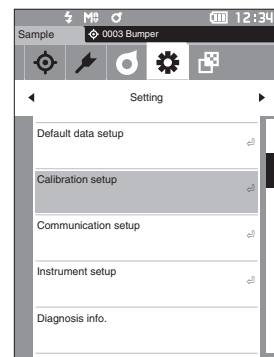 M 12:34
Sample 0003 Bumper
Setting
Default data setup
Calibration setup
Communication setup
Instrument setup
Diagnosis info.